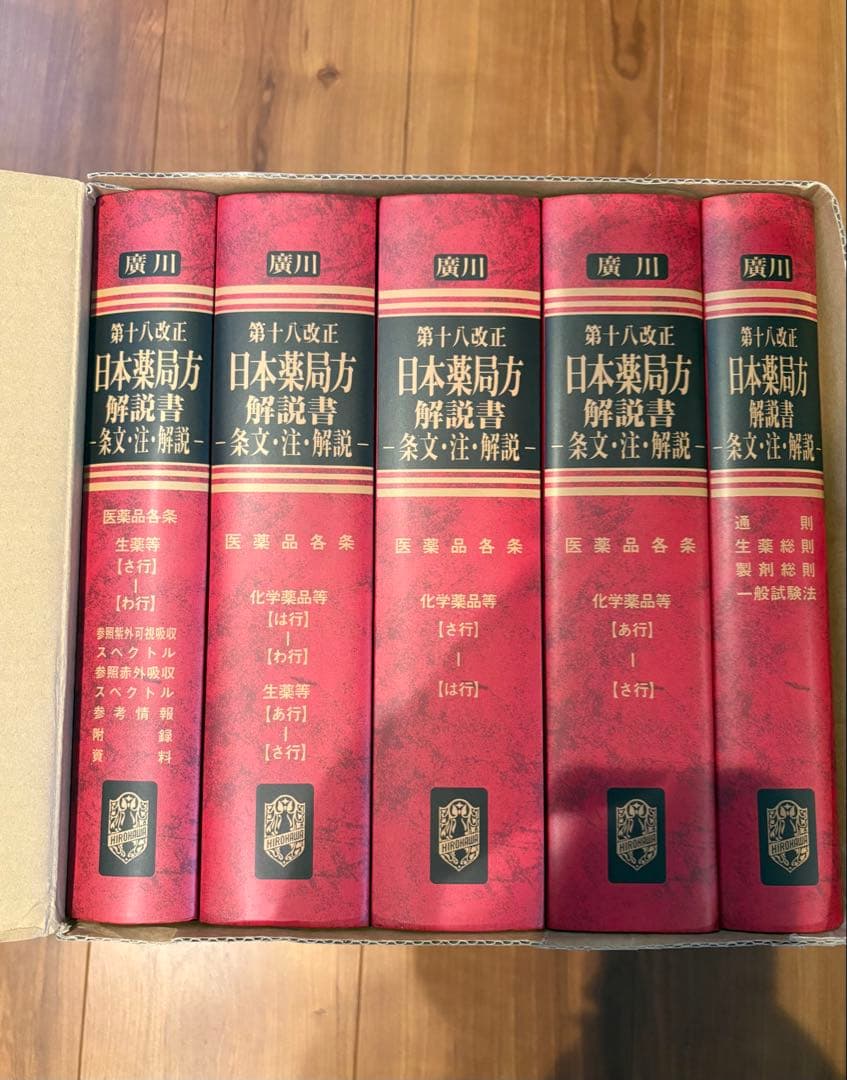 廣川
第十八改正
日本薬局方
解説書
-条文・注・解説-
医薬品各条
生薬等
【さ行】
|
【わ行】
参照紫外可視吸収
スペクトル
参照赤外吸収
スペクトル
参考情報
附録
資料
HIROKAWA
廣川
第十八改正
日本薬局方
解説書
-条文・注・解説-
医薬品各条
化学薬品等
【は行】
|
【わ行】
生薬等
【あ行】
|
【さ行】
HIROKAWA
廣川
第十八改正
日本薬局方
解説書
-条文・注・解説-
医薬品各条
化学薬品等
【さ行】
|
【は行】
HIROKAWA
廣川
第十八改正
日本薬局方
解説書
-条文・注・解説-
医薬品各条
化学薬品等
【あ行】
|
【さ行】
HIROKAWA
廣川
第十八改正
日本薬局方
解説書
-条文・注・解説-
通則
生薬総則
製剤総則
一般試験法
HIROKAWA